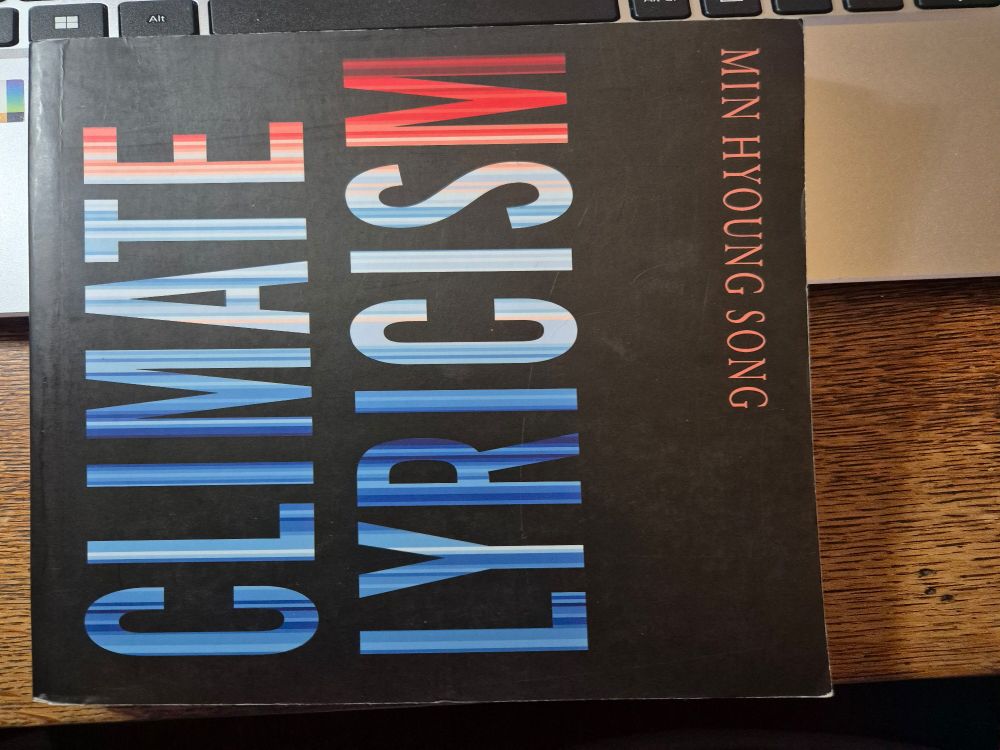 Alt
CLIMATE
LYRICISM
MIN HYOUNG SONG